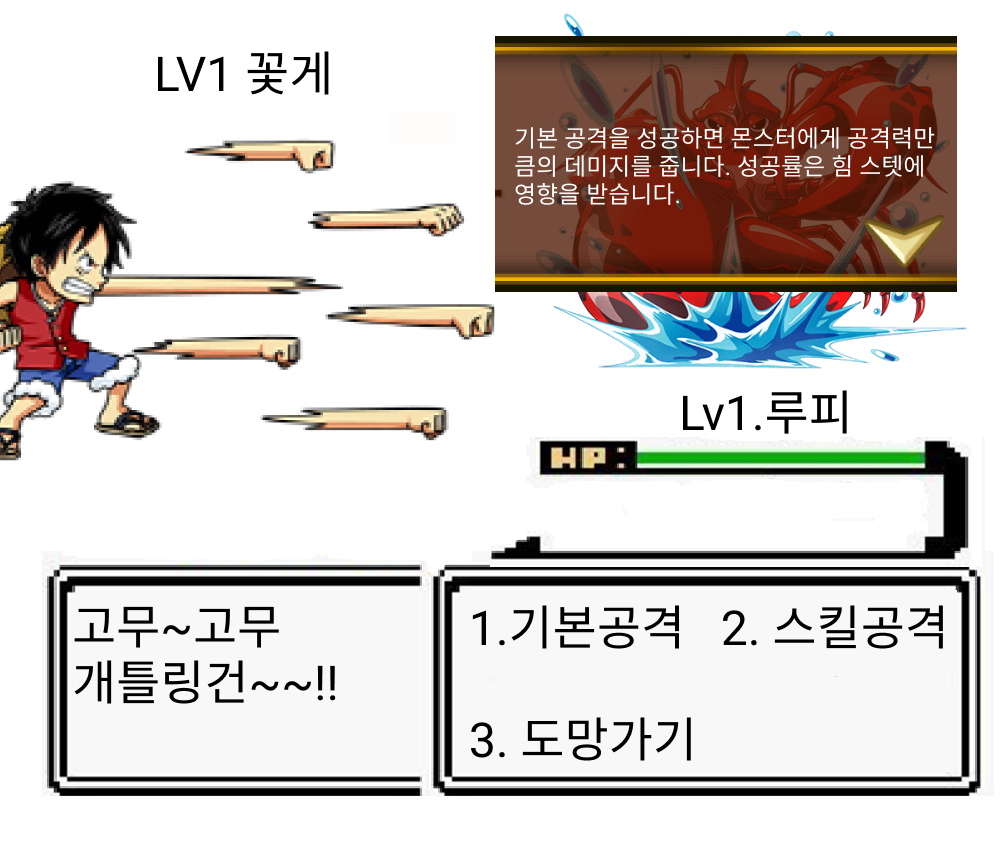 LV1 꽃게
기본 공격을 성공하면 몬스터에게 공격력만
큼의 데미지를 줍니다. 성공률은 힘 스텟에
영향을 받습니다.
Lv1.루피
HP:
고무~고무
개틀링건~~!!
1.기본공격 2. 스킬공격
3. 도망가기